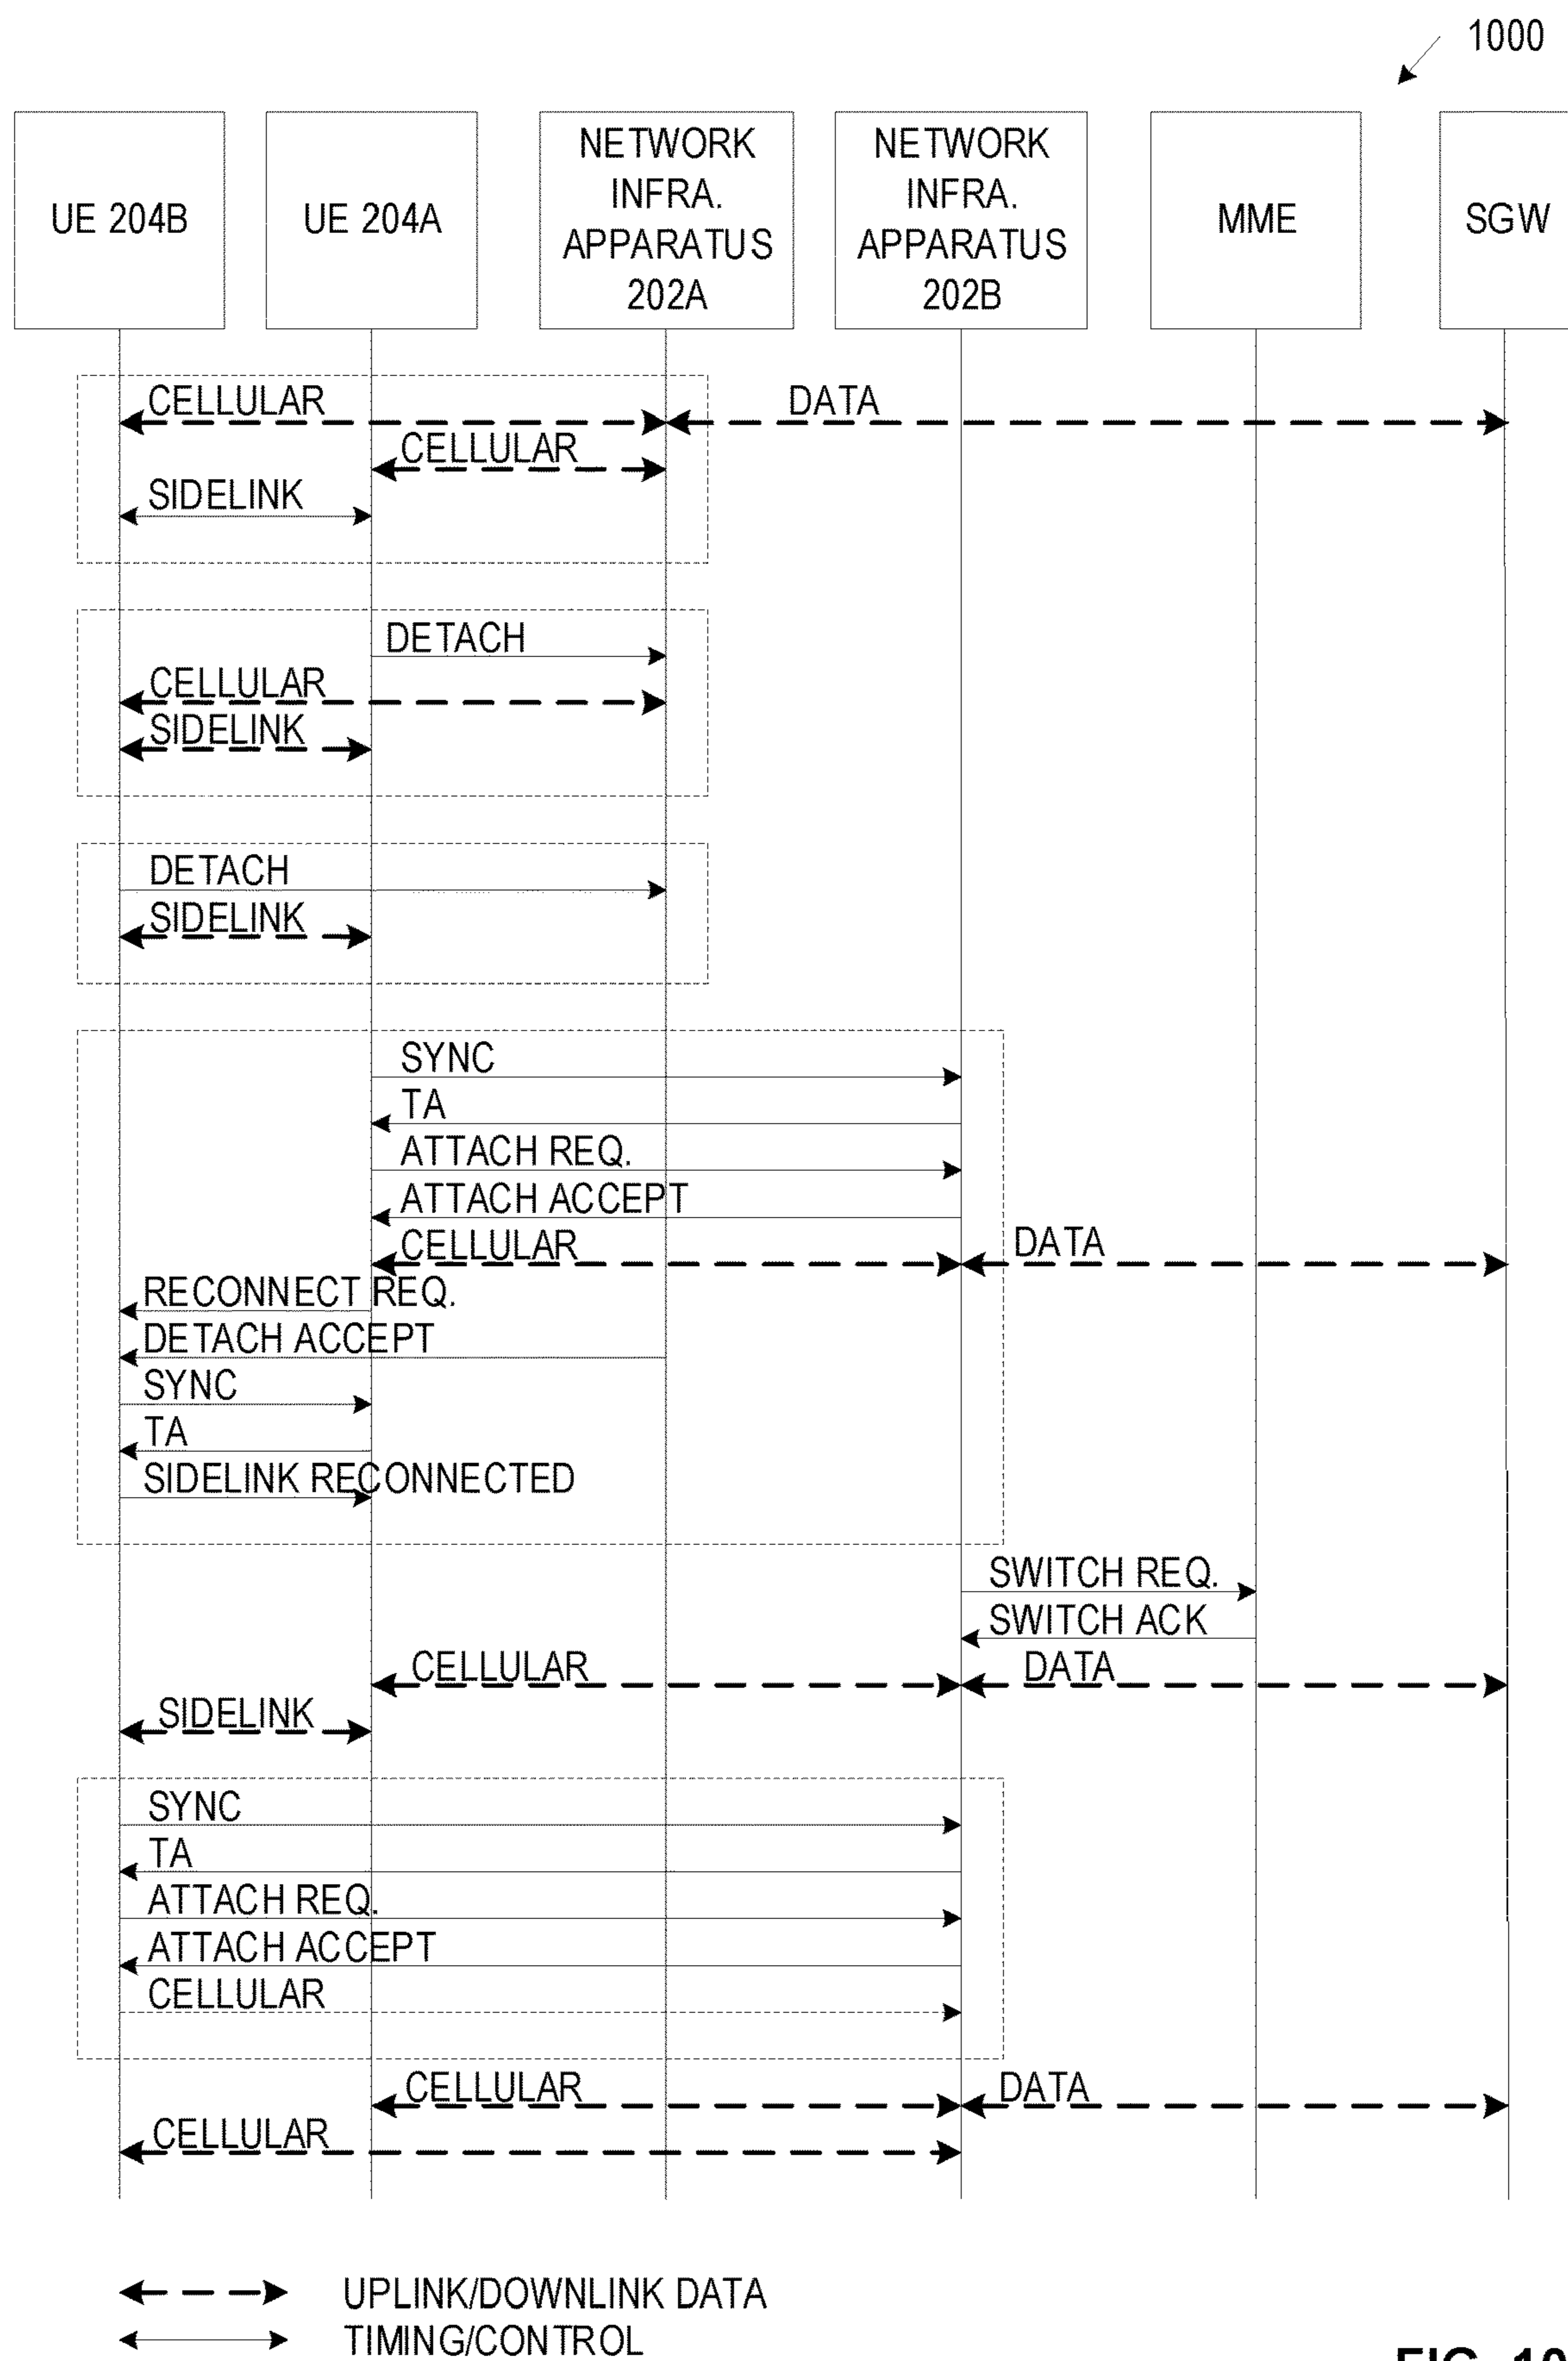 1000
UE 204B
UE 204A
NETWORK
INFRA.
APPARATUS
202A
NETWORK
INFRA.
APPARATUS
202B
MME
SGW
CELLULAR
DATA
CELLULAR
SIDELINK
DETACH
CELLULAR
SIDELINK
DETACH
SIDELINK
SYNC
TA
ATTACH REQ.
ATTACH ACCEPT
CELLULAR
DATA
RECONNECT REQ.
DETACH ACCEPT
SYNC
TA
SIDELINK RECONNECTED
SWITCH REQ.
SWITCH ACK
CELLULAR
DATA
SIDELINK
SYNC
TA
ATTACH REQ.
ATTACH ACCEPT
CELLULAR
CELLULAR
DATA
CELLULAR
UPLINK/DOWNLINK DATA
TIMING/CONTROL
FIG. 10